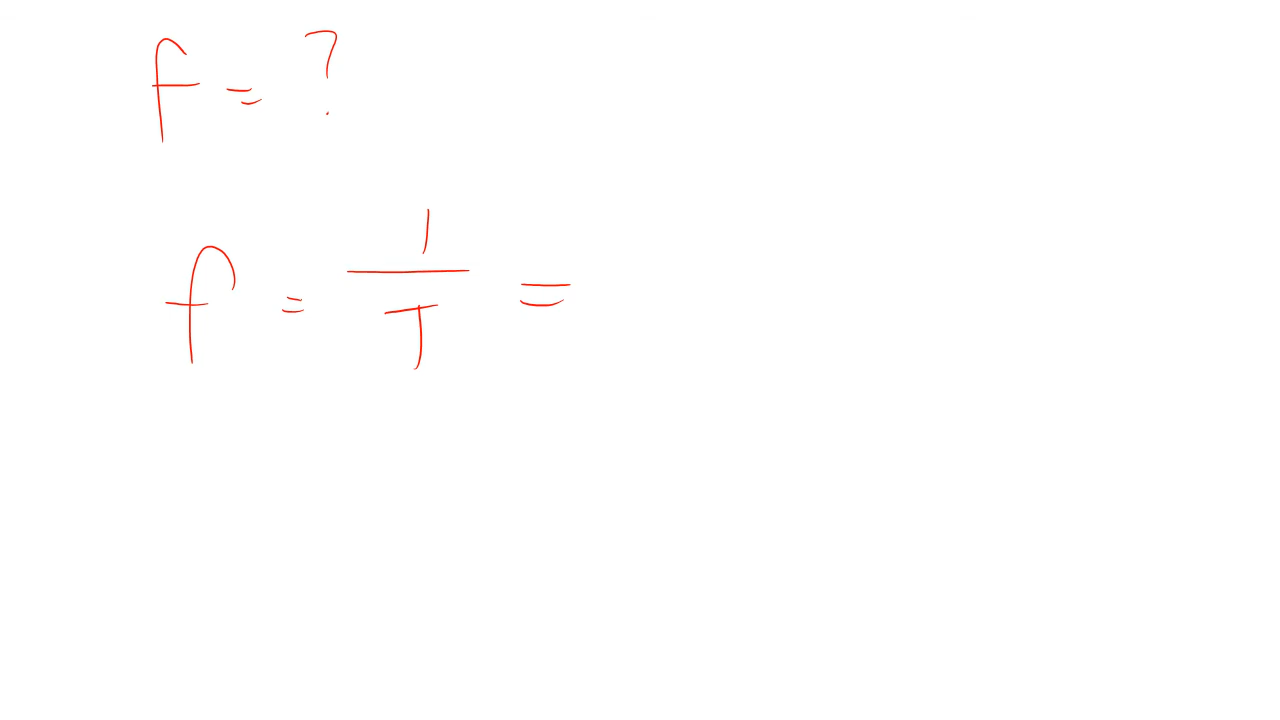 f = ?
f = 1/T =